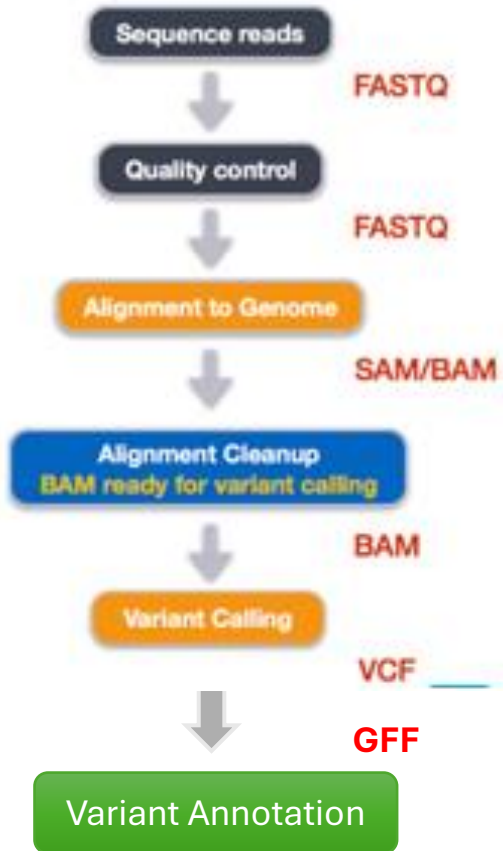 Sequence reads
FASTQ
Quality control
FASTQ
Alignment to Genome
SAM/BAM
Alignment Cleanup
BAM ready for variant calling
BAM
Variant Calling
VCF
GFF
Variant Annotation